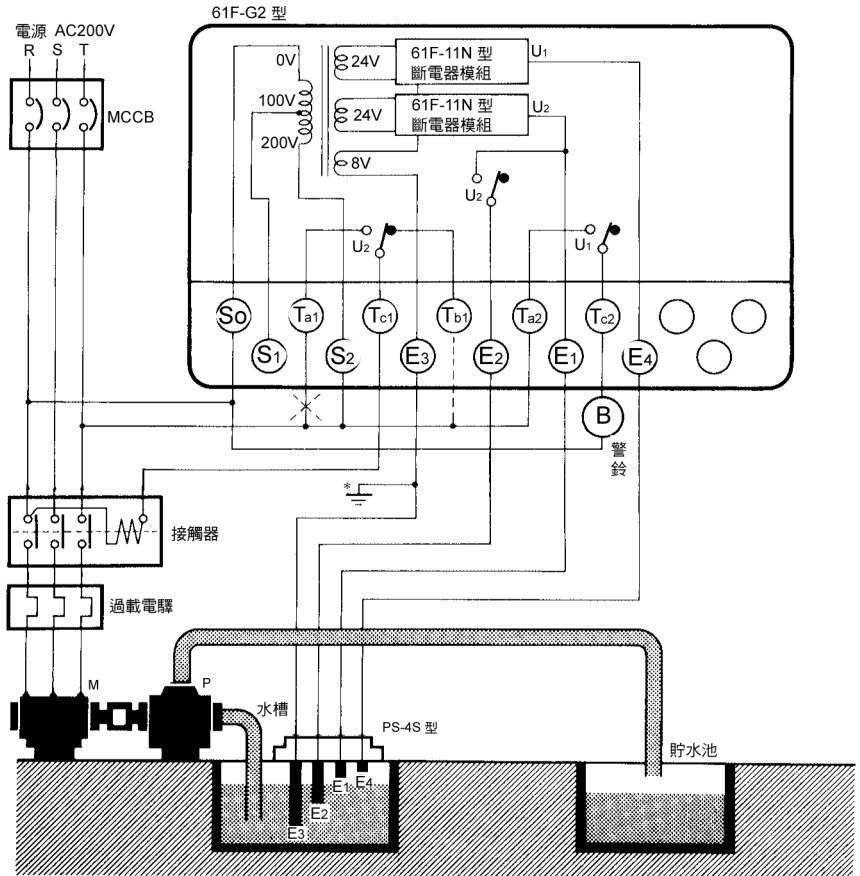 61F-G2 型
電源 AC200V
R S T
MCCB
0V
100V
200V
24V
61F-11N 型
斷電器模組
U1
24V
61F-11N 型
斷電器模組
U2
8V
U2
U2
U1
So
Ta1
Tc1
Tb1
Ta2
Tc2
S1
S2
E3
E2
E1
E4
B
警鈴
*
接觸器
過載電驛
M
P
水槽
PS-4S 型
貯水池
E1
E4
E2
E3